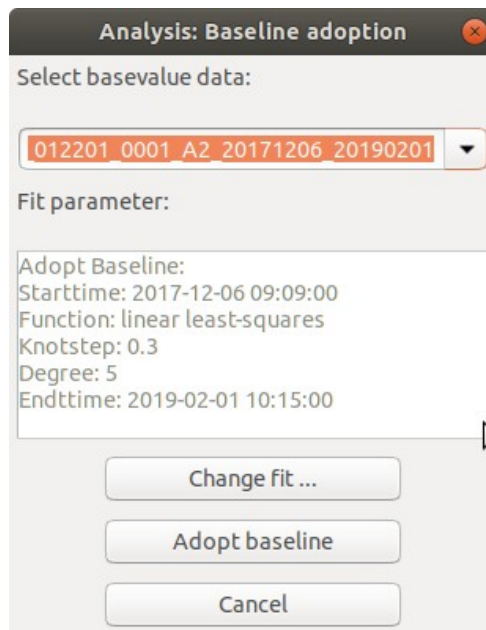 Analysis: Baseline adoption
Select basevalue data:
_012201_0001_A2_20171206_20190201
Fit parameter:
Adopt Baseline:
Starttime: 2017-12-06 09:09:00
Function: linear least-squares
Knotstep: 0.3
Degree: 5
Endttime: 2019-02-01 10:15:00
Change fit ...
Adopt baseline
Cancel